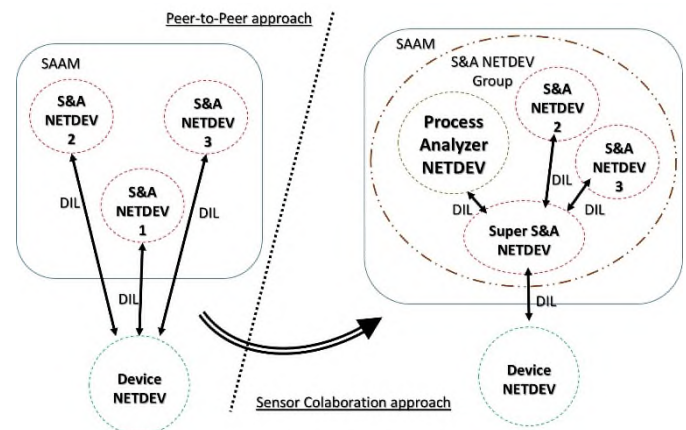 Peer-to-Peer approach
SAAM
S&A
NETDEV
2
S&A
NETDEV
3
S&A
NETDEV
1
DIL
DIL
DIL
Device
NETDEV
SAAM
S&A NETDEV
Group
S&A
NETDEV
2
Process
Analyzer
NETDEV
S&A
NETDEV
3
DIL
DIL
DIL
Super S&A
NETDEV
DIL
Device
NETDEV
Sensor Colaboration approach